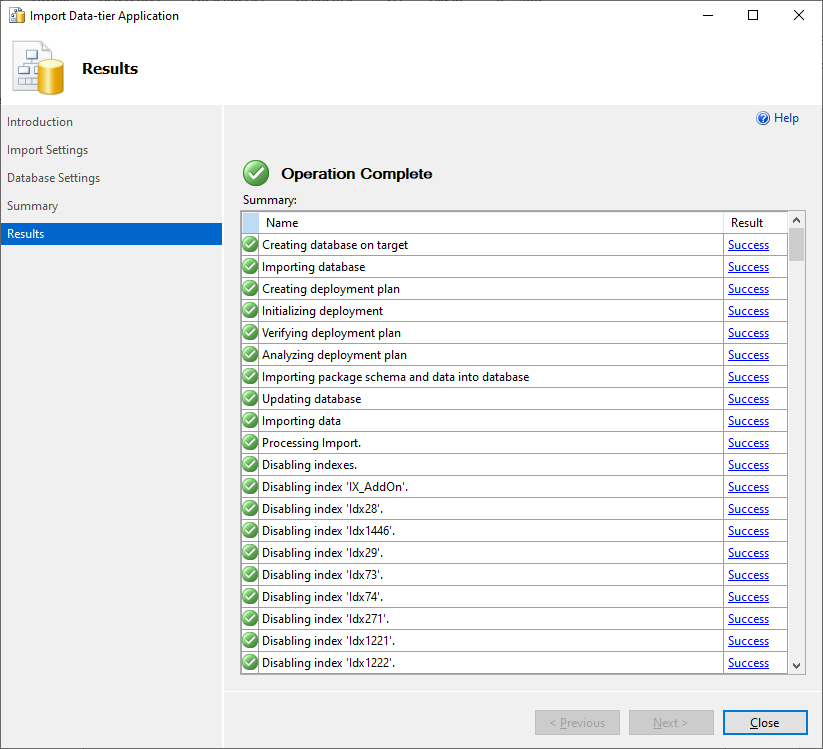 Import Data-tier Application
Results
Introduction
Import Settings
Database Settings
Summary
Results
Help
Operation Complete
Summary:
Name Result
Creating database on target Success
Importing database Success
Creating deployment plan Success
Initializing deployment Success
Verifying deployment plan Success
Analyzing deployment plan Success
Importing package schema and data into database Success
Updating database Success
Importing data Success
Processing Import. Success
Disabling indexes. Success
Disabling index 'IX_AddOn'. Success
Disabling index 'Idx28'. Success
Disabling index 'Idx1446'. Success
Disabling index 'Idx29'. Success
Disabling index 'Idx73'. Success
Disabling index 'Idx74'. Success
Disabling index 'Idx271'. Success
Disabling index 'Idx1221'. Success
Disabling index 'Idx1222'. Success
< Previous Next > Close